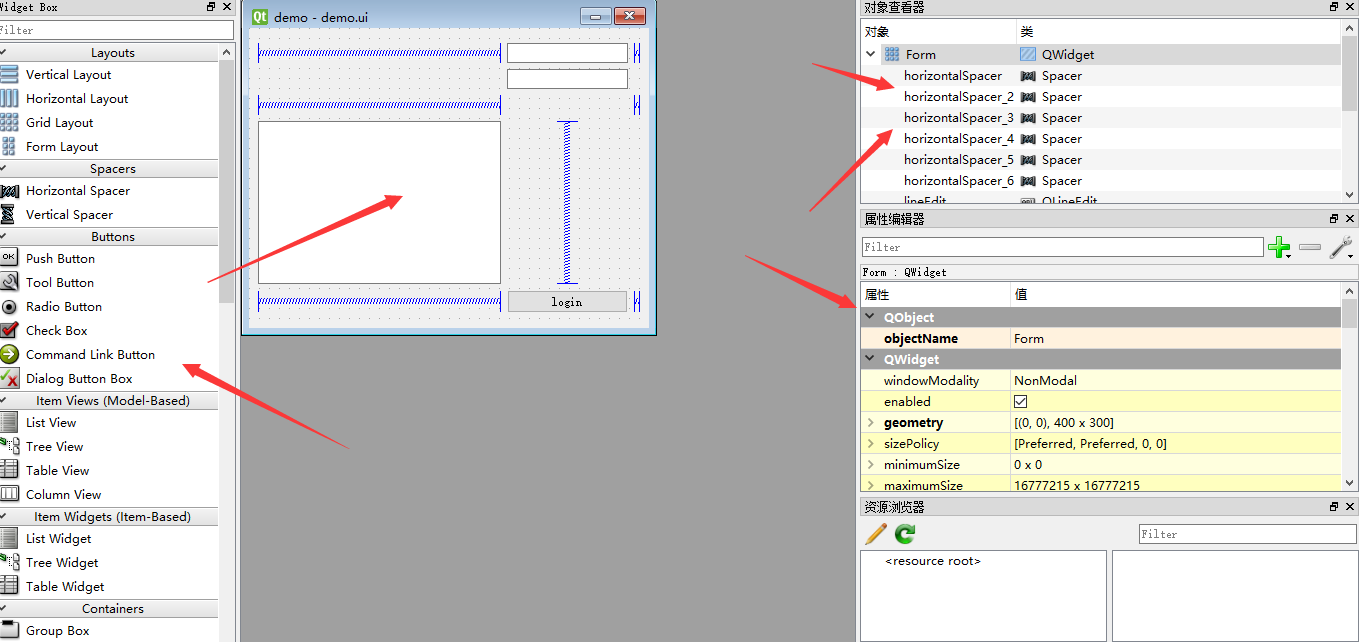 Widget Box
Filter
Layouts
Vertical Layout
Horizontal Layout
Grid Layout
Form Layout
Spacers
Horizontal Spacer
Vertical Spacer
Buttons
OK
Push Button
Tool Button
Radio Button
Check Box
Command Link Button
Dialog Button Box
Item Views (Model-Based)
List View
Tree View
Table View
Column View
Item Widgets (Item-Based)
List Widget
Tree Widget
Table Widget
Containers
Group Box
Qt demo - demo.ui
login
对象查看器
对象 类
Form QWidget
horizontalSpacer Spacer
horizontalSpacer_2 Spacer
horizontalSpacer_3 Spacer
horizontalSpacer_4 Spacer
horizontalSpacer_5 Spacer
horizontalSpacer_6 Spacer
lineEdit QLineEdit
属性编辑器
Filter
Form : QWidget
属性 值
QObject
objectName Form
QWidget
windowModality NonModal
enabled
geometry [(0, 0), 400 x 300]
sizePolicy [Preferred, Preferred, 0, 0]
minimumSize 0 x 0
maximumSize 16777215 x 16777215
资源浏览器
Filter
<resource root>